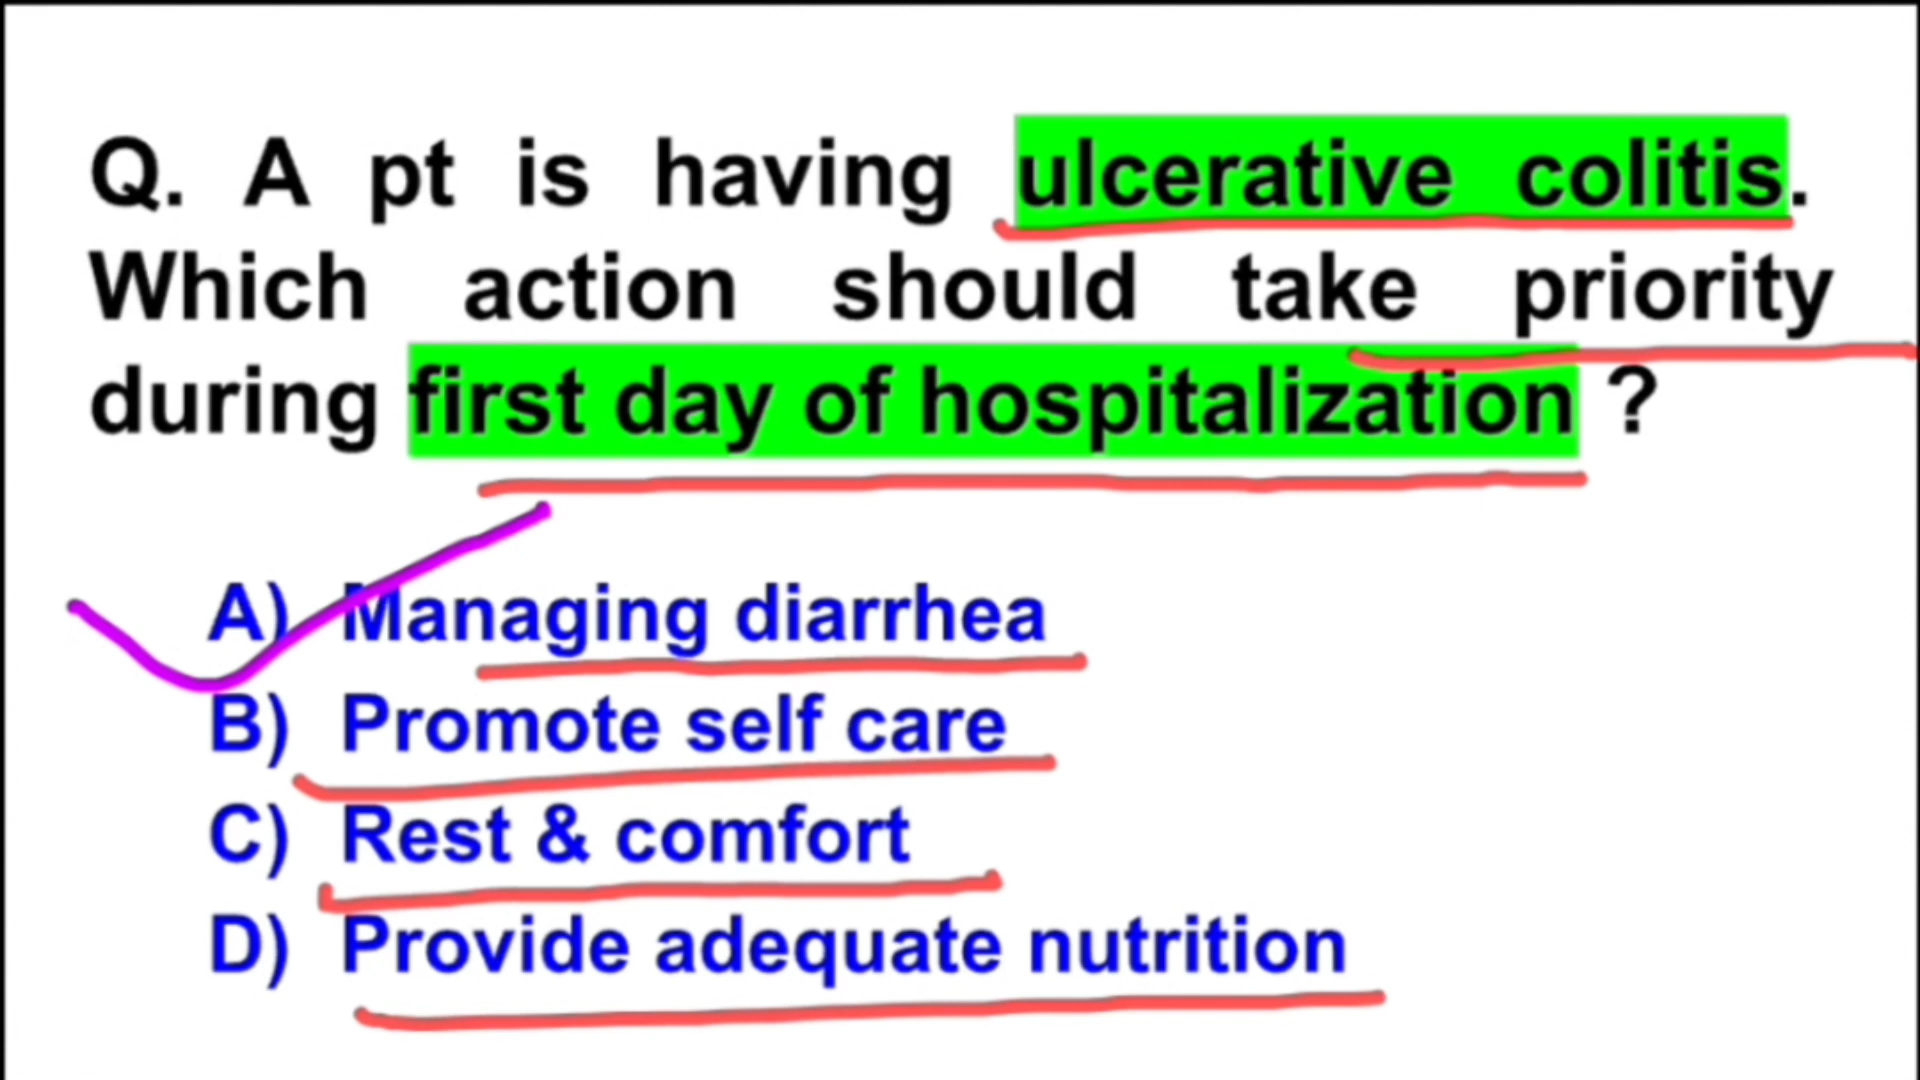 Q. A pt is having ulcerative colitis.
Which action should take priority
during first day of hospitalization ?
A) Managing diarrhea
B) Promote self care
C) Rest & comfort
D) Provide adequate nutrition